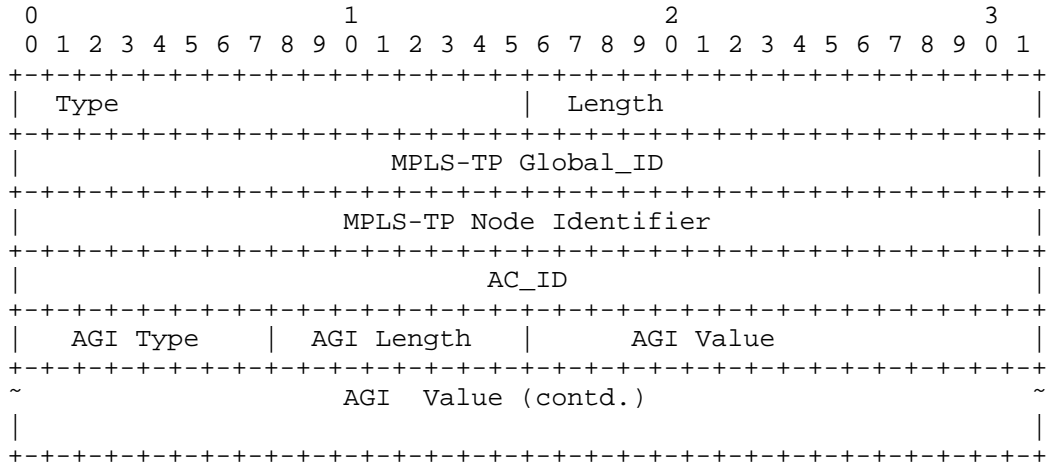 0                   1                   2                   3
 0 1 2 3 4 5 6 7 8 9 0 1 2 3 4 5 6 7 8 9 0 1 2 3 4 5 6 7 8 9 0 1
+-+-+-+-+-+-+-+-+-+-+-+-+-+-+-+-+-+-+-+-+-+-+-+-+-+-+-+-+-+-+-+-+
|  Type                         |  Length                       |
+-+-+-+-+-+-+-+-+-+-+-+-+-+-+-+-+-+-+-+-+-+-+-+-+-+-+-+-+-+-+-+-+
|                       MPLS-TP Global_ID                       |
+-+-+-+-+-+-+-+-+-+-+-+-+-+-+-+-+-+-+-+-+-+-+-+-+-+-+-+-+-+-+-+-+
|                    MPLS-TP Node Identifier                    |
+-+-+-+-+-+-+-+-+-+-+-+-+-+-+-+-+-+-+-+-+-+-+-+-+-+-+-+-+-+-+-+-+
|                             AC_ID                             |
+-+-+-+-+-+-+-+-+-+-+-+-+-+-+-+-+-+-+-+-+-+-+-+-+-+-+-+-+-+-+-+-+
|   AGI Type    |  AGI Length   |      AGI Value                |
+-+-+-+-+-+-+-+-+-+-+-+-+-+-+-+-+-+-+-+-+-+-+-+-+-+-+-+-+-+-+-+-+
~                    AGI  Value (contd.)                        ~
|                                                               |
+-+-+-+-+-+-+-+-+-+-+-+-+-+-+-+-+-+-+-+-+-+-+-+-+-+-+-+-+-+-+-+-+